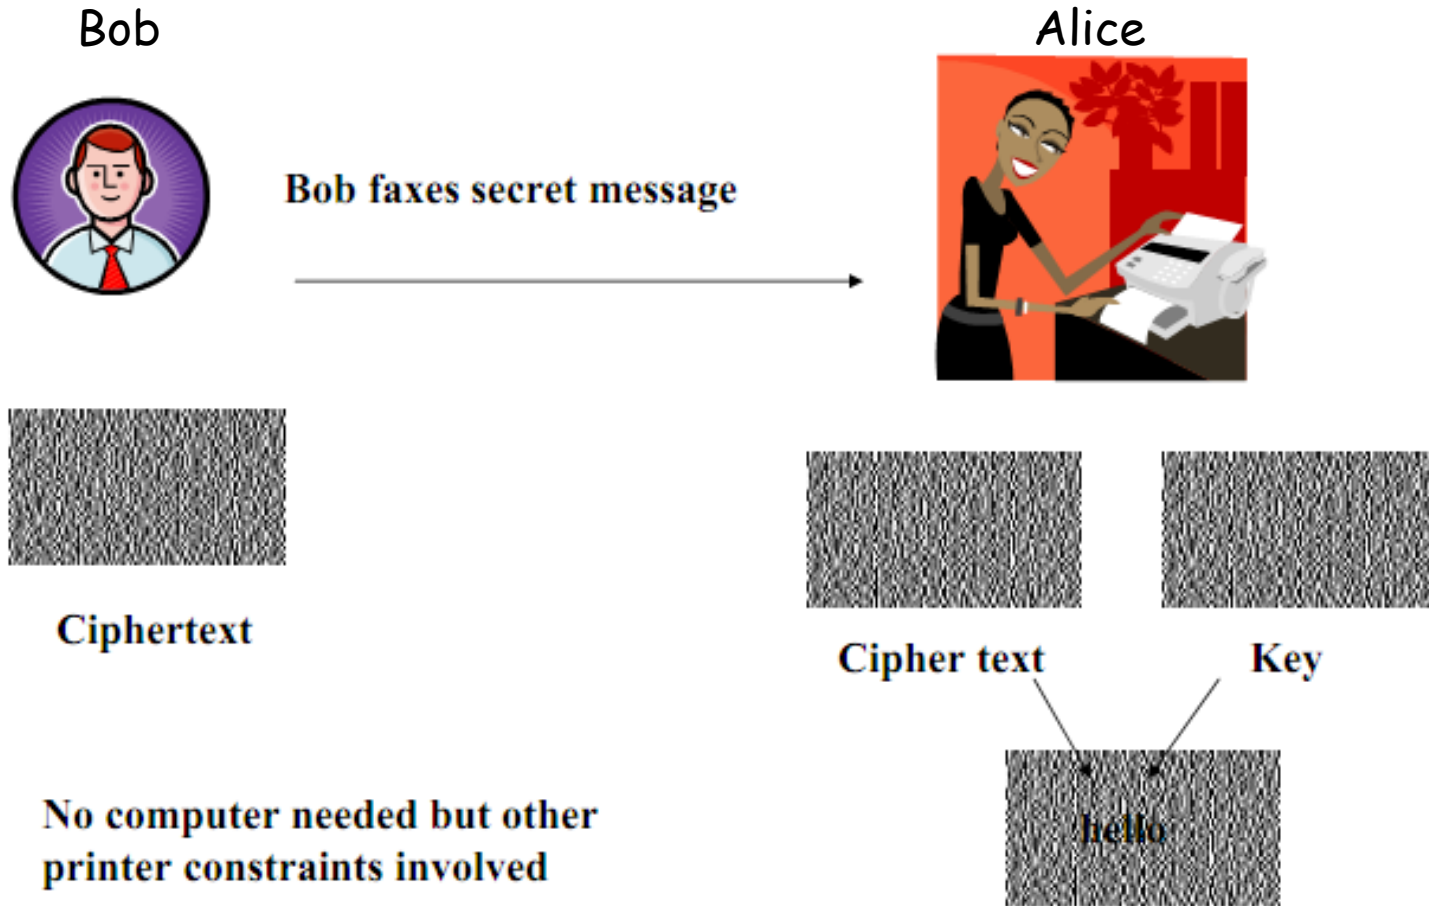 Bob
Alice
Bob faxes secret message
Ciphertext
Cipher text
Key
No computer needed but other
printer constraints involved
hello